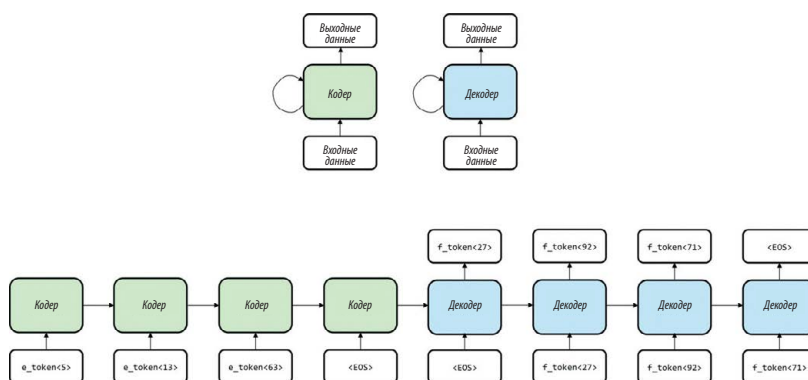 Выходные
данные
Выходные
данные
Кодер
Декодер
Входные
данные
Входные
данные
f_token<27>
f_token<92>
f_token<71>
<EOS>
Кодер
Кодер
Кодер
Кодер
Декодер
Декодер
Декодер
Декодер
e_token<5>
e_token<13>
e_token<63>
<EOS>
<EOS>
f_token<27>
f_token<92>
f_token<71>